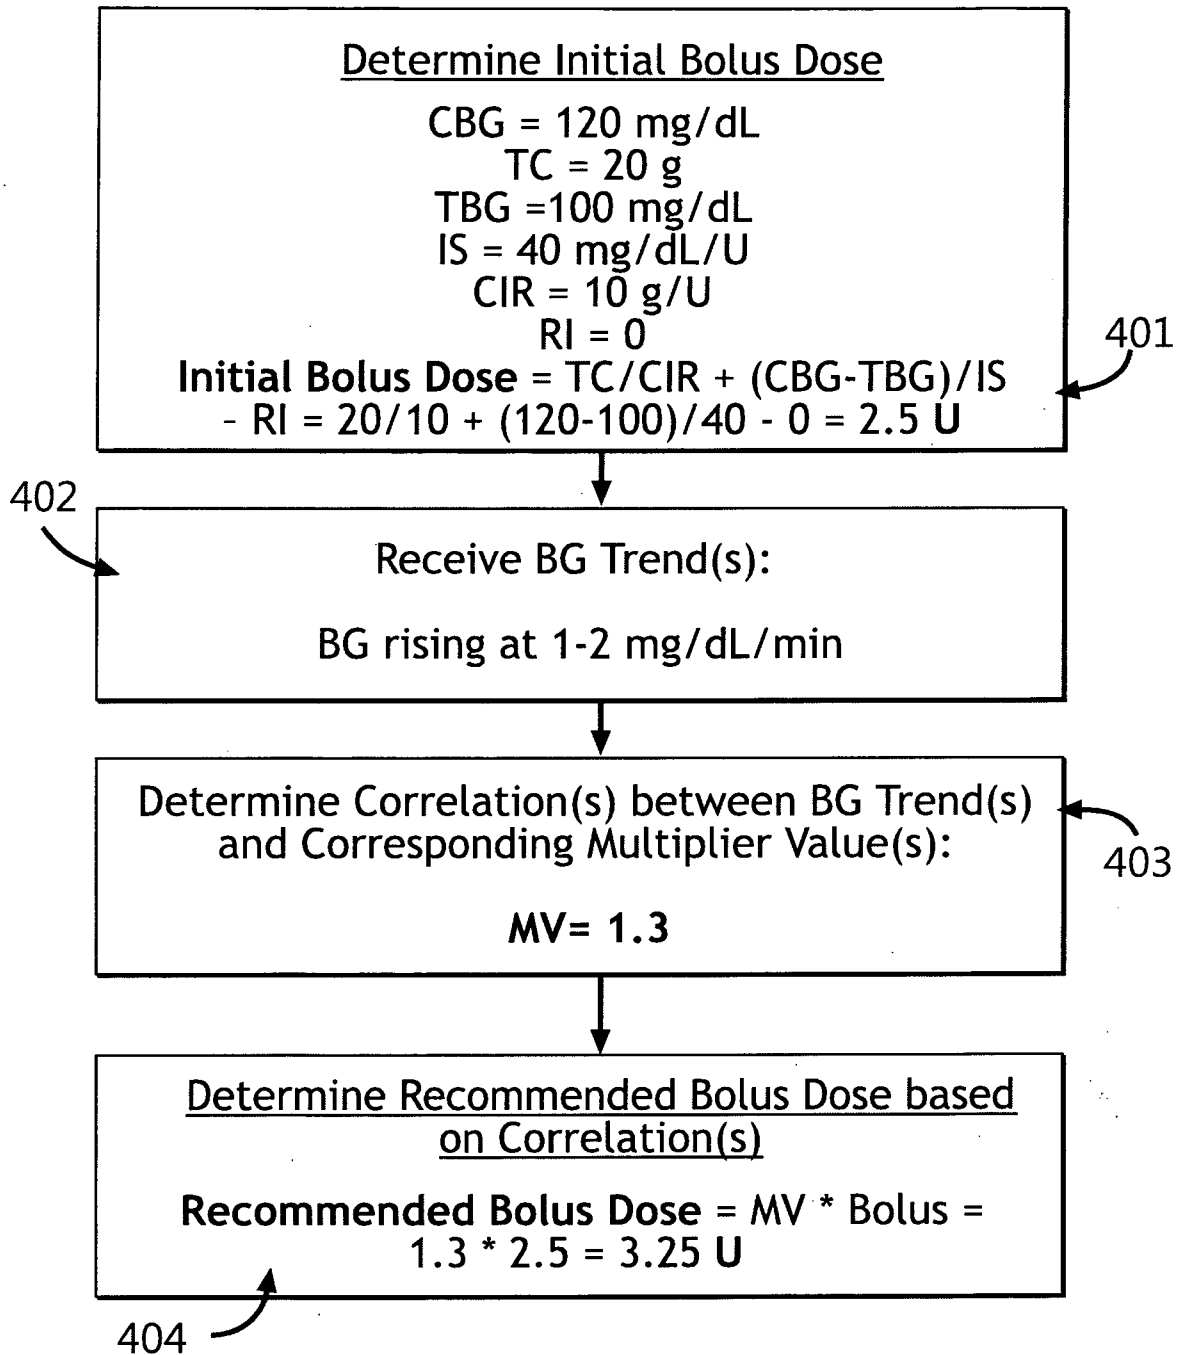 Determine Initial Bolus Dose
CBG = 120 mg/dL
TC = 20 g
TBG =100 mg/dL
IS = 40 mg/dL/U
CIR = 10 g/U
RI = 0
Initial Bolus Dose = TC/CIR + (CBG-TBG)/IS
- RI = 20/10 + (120-100)/40 - 0 = 2.5 U
401
402
Receive BG Trend(s):
BG rising at 1-2 mg/dL/min
Determine Correlation(s) between BG Trend(s)
and Corresponding Multiplier Value(s):
MV= 1.3
403
Determine Recommended Bolus Dose based
on Correlation(s)
Recommended Bolus Dose = MV * Bolus =
1.3 * 2.5 = 3.25 U
404